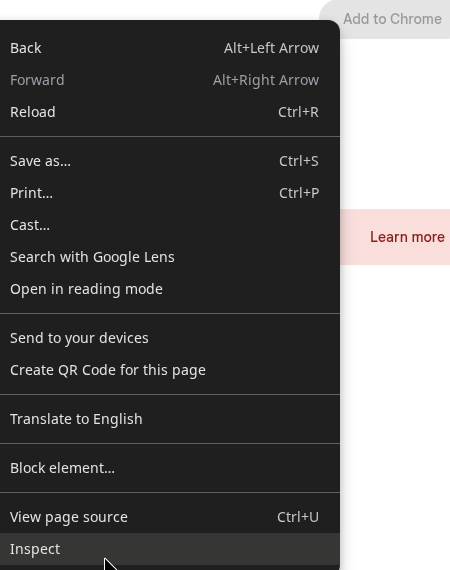 Add to Chrome
Back Alt+Left Arrow
Forward Alt+Right Arrow
Reload Ctrl+R
Save as... Ctrl+S
Print... Ctrl+P
Cast...
Learn more
Search with Google Lens
Open in reading mode
Send to your devices
Create QR Code for this page
Translate to English
Block element...
View page source Ctrl+U
Inspect